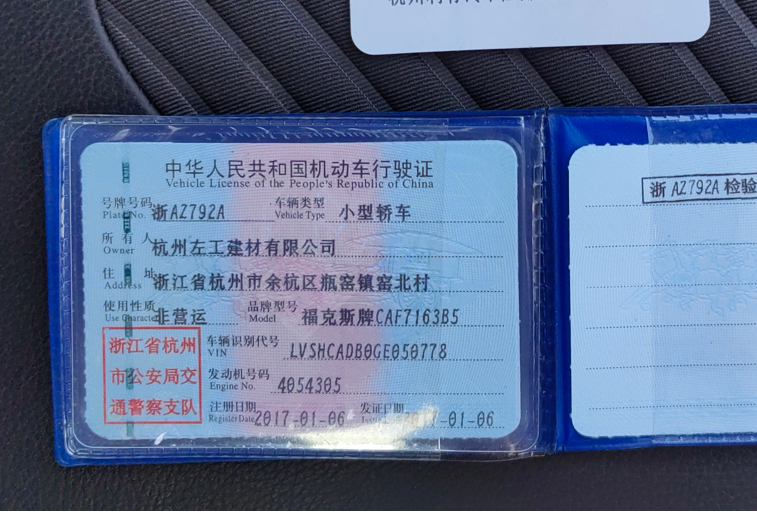 中华人民共和国机动车行驶证
Vehicle License of the People's Republic of China
号牌号码 浙AZ792A 车辆类型 小型轿车
Plate No. Vehicle Type
所有人 杭州左工建材有限公司
Owner
住址 浙江省杭州市余杭区瓶窑镇窑北村
Address
使用性质 非营运 品牌型号 福克斯牌CAF7163B5
Use Character Model
浙江省杭州
市公安局交
通警察支队
车辆识别代号 LVSHCADB0GE050778
VIN
发动机号码 4054305
Engine No.
注册日期 2017-01-06 发证日期 2017-01-06
Register Date Issue Date
浙AZ792A 检验